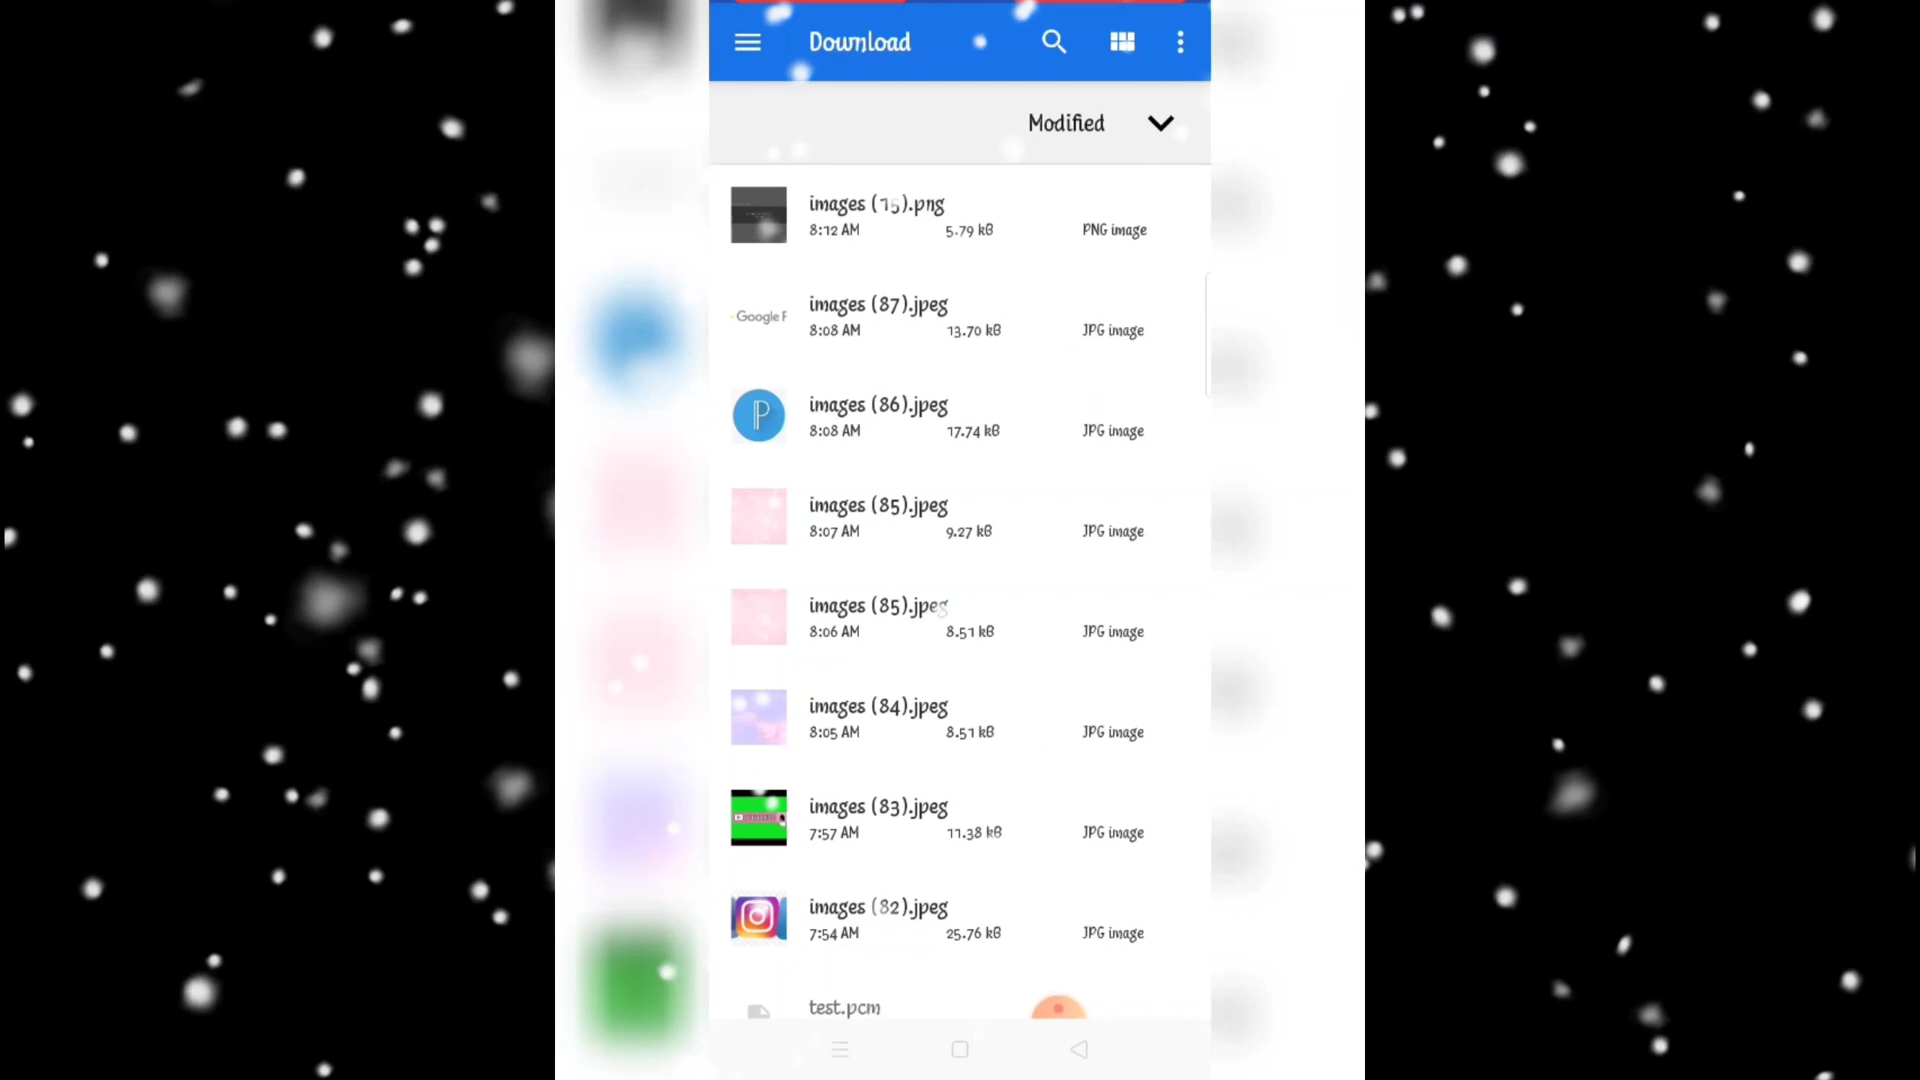 Download
Modified
images (15).png
8:12 AM 5.79 kB PNG image
Google F
images (87).jpeg
8:08 AM 13.70 kB JPG image
P
images (86).jpeg
8:08 AM 17.74 kB JPG image
images (85).jpeg
8:07 AM 9.27 kB JPG image
images (85).jpeg
8:06 AM 8.51 kB JPG image
images (84).jpeg
8:05 AM 8.51 kB JPG image
images (83).jpeg
7:57 AM 11.38 kB JPG image
images (82).jpeg
7:54 AM 25.76 kB JPG image
test.pcm